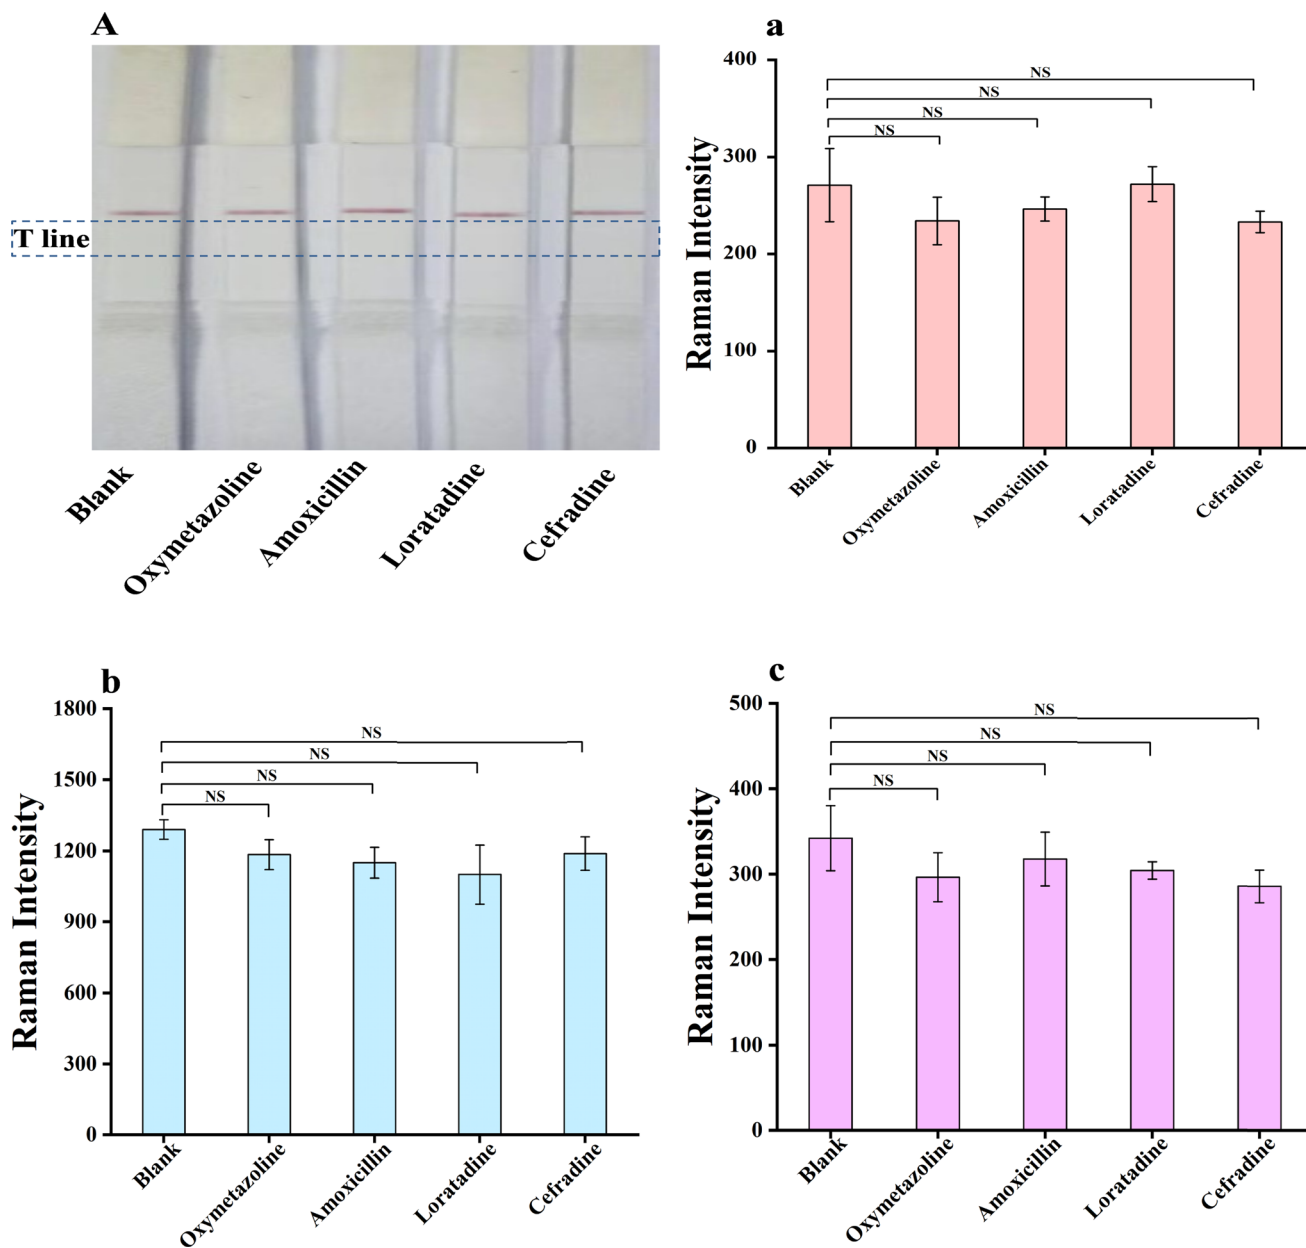 A
T line
Blank
Oxymetazoline
Amoxicillin
Loratadine
Cefradine
a
Raman Intensity
400
300
200
100
0
NS
NS
NS
NS
Blank
Oxymetazoline
Amoxicillin
Loratadine
Cefradine
b
Raman Intensity
1800
1500
1200
900
600
300
0
NS
NS
NS
NS
Blank
Oxymetazoline
Amoxicillin
Loratadine
Cefradine
c
Raman Intensity
500
400
300
200
100
0
NS
NS
NS
NS
Blank
Oxymetazoline
Amoxicillin
Loratadine
Cefradine